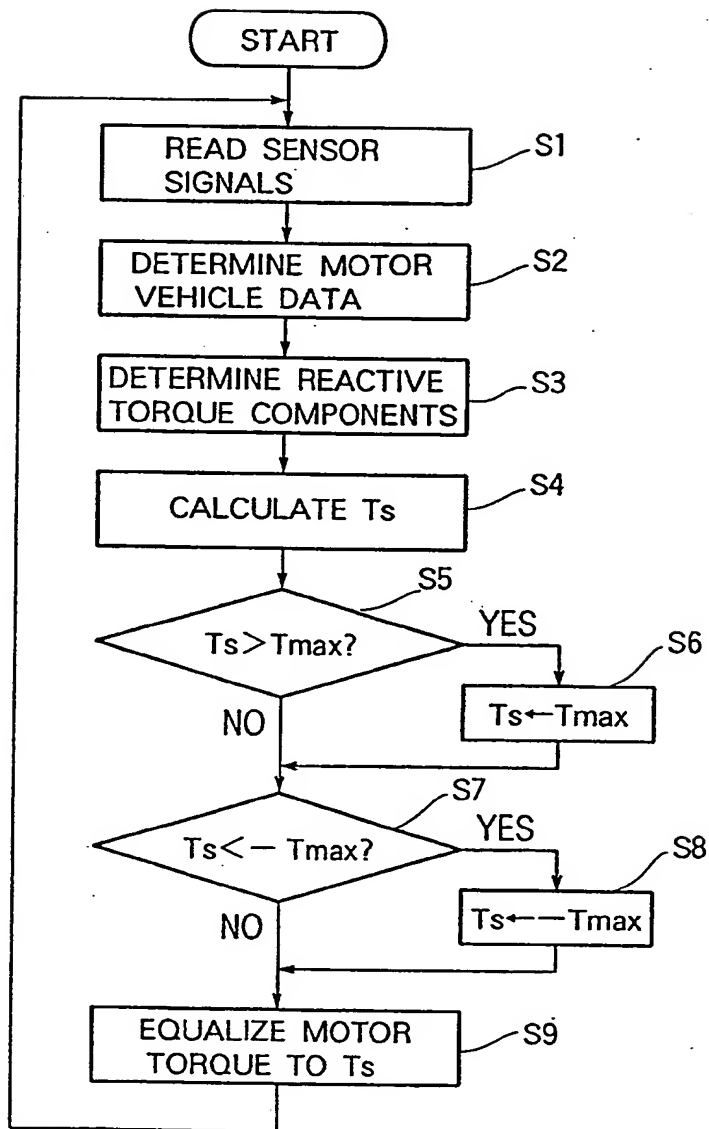 START
READ SENSOR
SIGNALS
S1
DETERMINE MOTOR
VEHICLE DATA
S2
DETERMINE REACTIVE
TORQUE COMPONENTS
S3
CALCULATE Ts
S4
S5
Ts>Tmax?
YES
S6
Ts←Tmax
NO
S7
Ts<-Tmax?
YES
S8
Ts←-Tmax
NO
EQUALIZE MOTOR
TORQUE TO Ts
S9